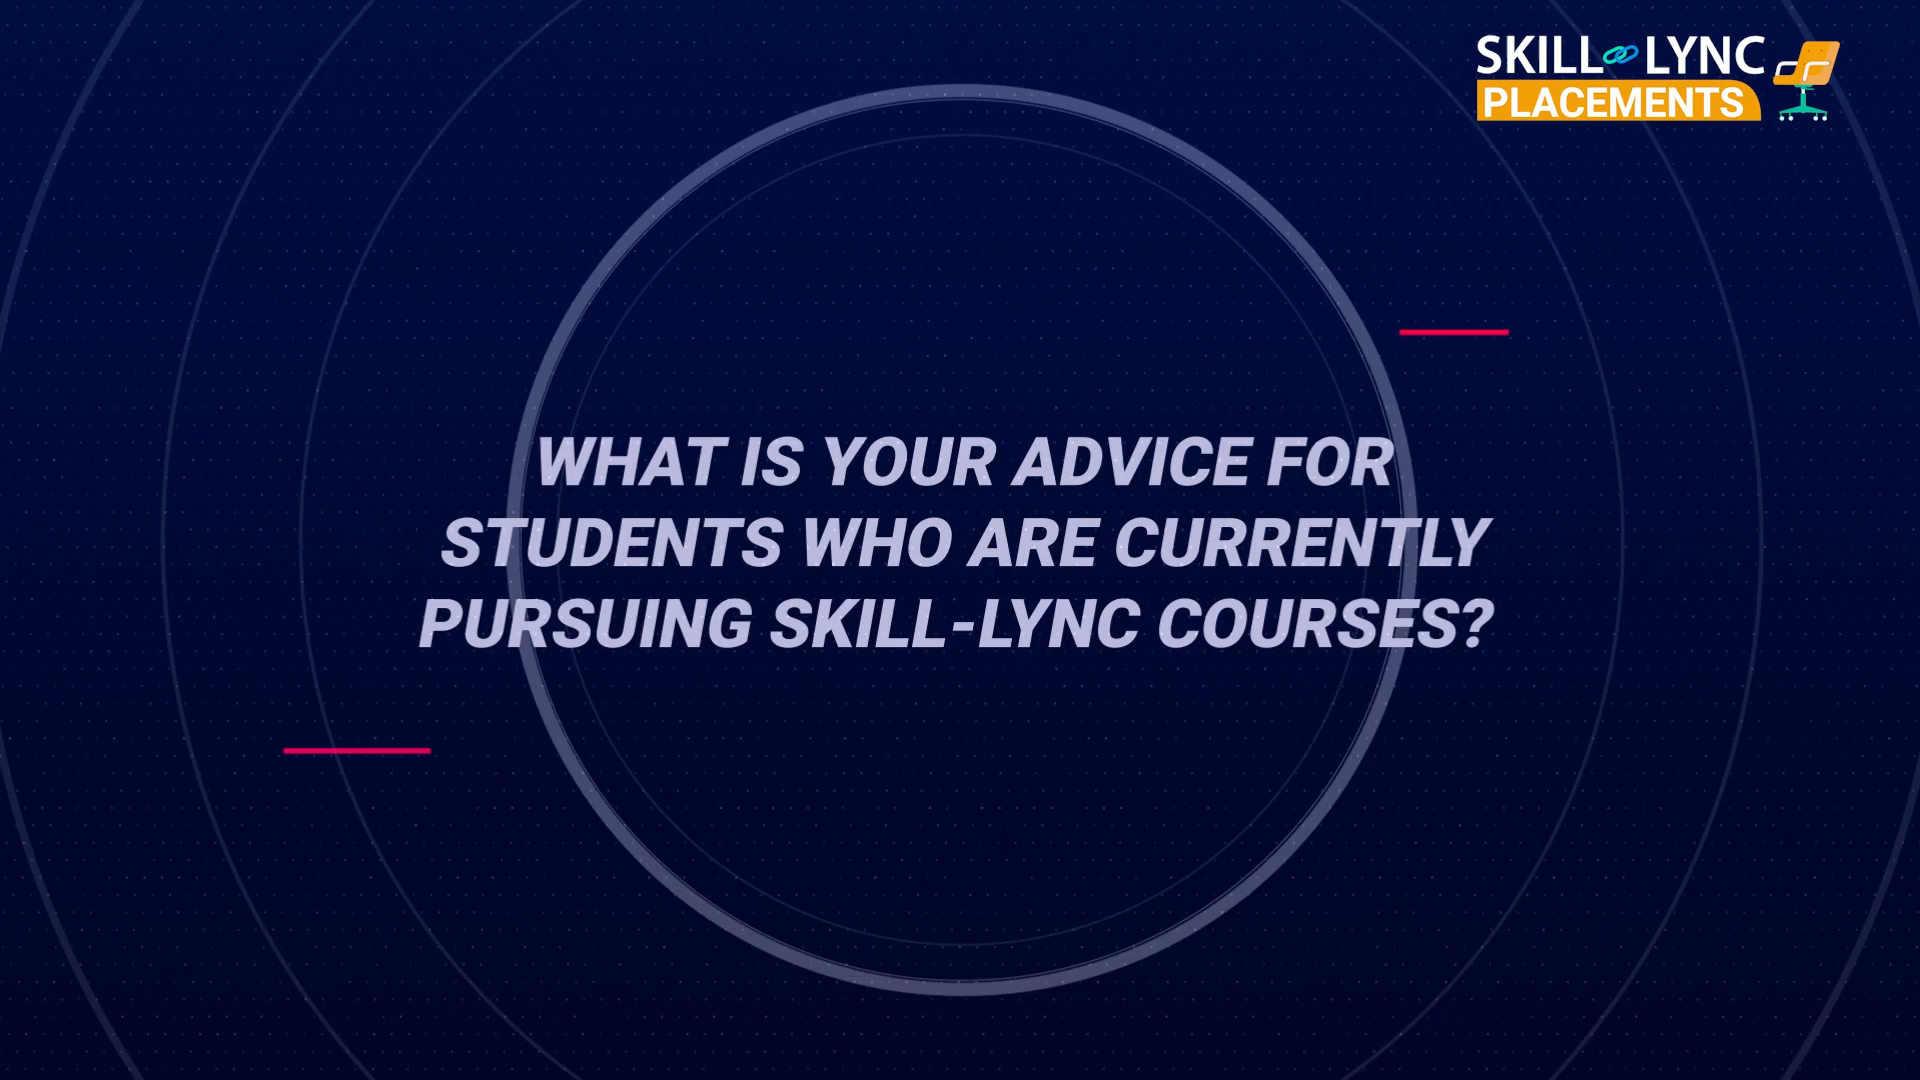 SKILL LYNC
PLACEMENTS
WHAT IS YOUR ADVICE FOR
STUDENTS WHO ARE CURRENTLY
PURSUING SKILL-LYNC COURSES?